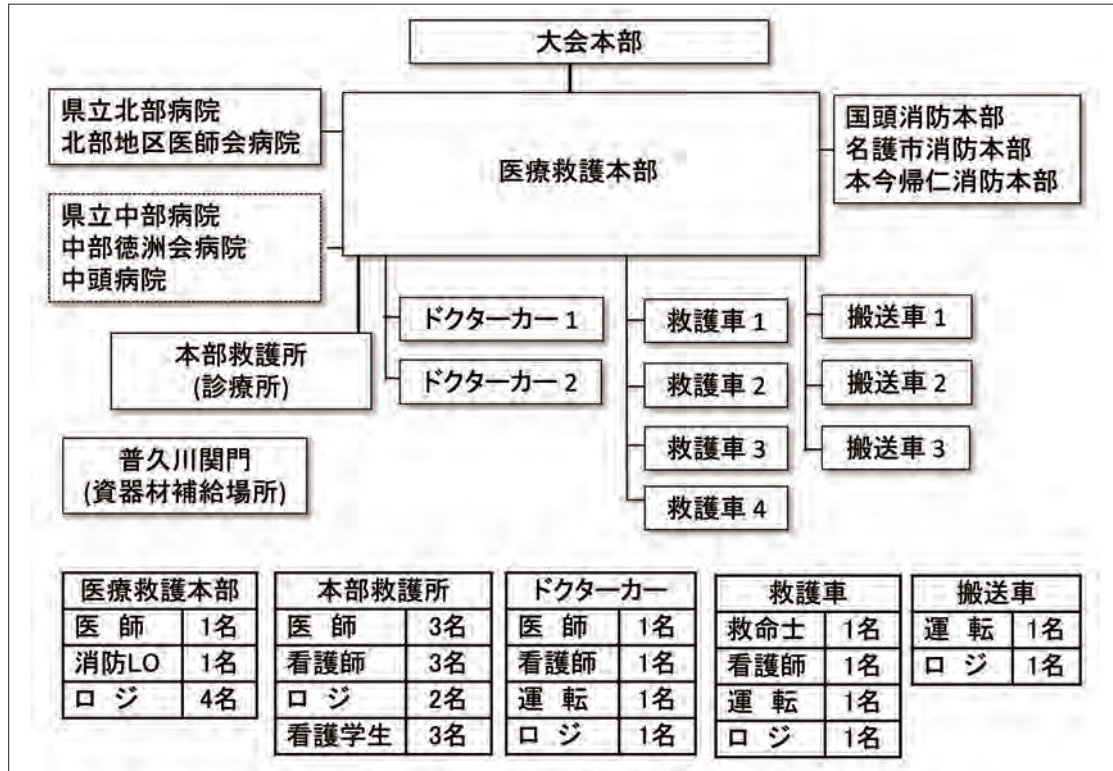 大会本部
県立北部病院
北部地区医師会病院
医療救護本部
国頭消防本部
名護市消防本部
本今帰仁消防本部
県立中部病院
中部徳洲会病院
中頭病院
本部救護所
(診療所)
ドクターカー 1
ドクターカー 2
救護車 1
救護車 2
救護車 3
救護車 4
搬送車 1
搬送車 2
搬送車 3
普久川関門
(資器材補給場所)
医療救護本部
医 師 1名
消防LO 1名
ロ ジ 4名
本部救護所
医 師 3名
看護師 3名
ロ ジ 2名
看護学生 3名
ドクターカー
医 師 1名
看護師 1名
運 転 1名
ロ ジ 1名
救護車
救命士 1名
看護師 1名
運 転 1名
ロ ジ 1名
搬送車
運 転 1名
ロ ジ 1名